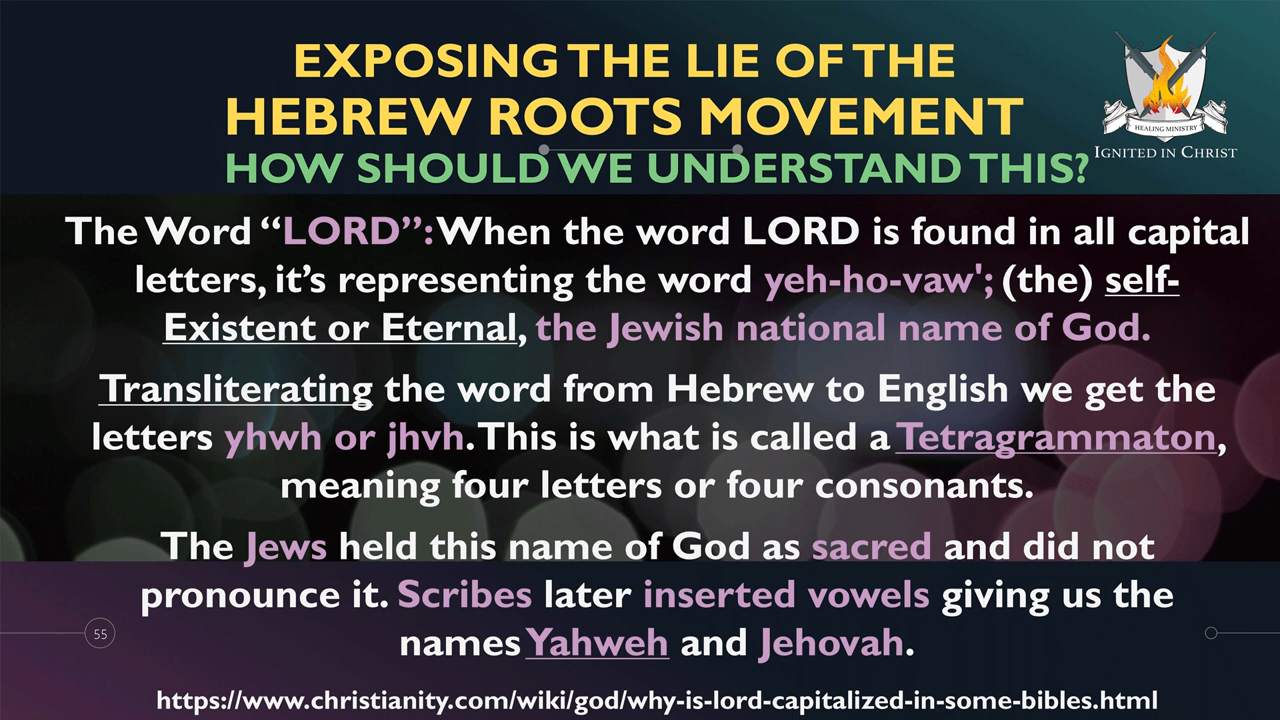 EXPOSING THE LIE OF THE
HEBREW ROOTS MOVEMENT
HOW SHOULD WE UNDERSTAND THIS?
HEALING MINISTRY
IGNITED IN CHRIST
The Word “LORD”: When the word LORD is found in all capital
letters, it’s representing the word yeh-ho-vaw'; (the) self-
Existent or Eternal, the Jewish national name of God.
Transliterating the word from Hebrew to English we get the
letters yhwh or jhvh. This is what is called a Tetragrammaton,
meaning four letters or four consonants.
The Jews held this name of God as sacred and did not
pronounce it. Scribes later inserted vowels giving us the
names Yahweh and Jehovah.
55
https://www.christianity.com/wiki/god/why-is-lord-capitalized-in-some-bibles.html